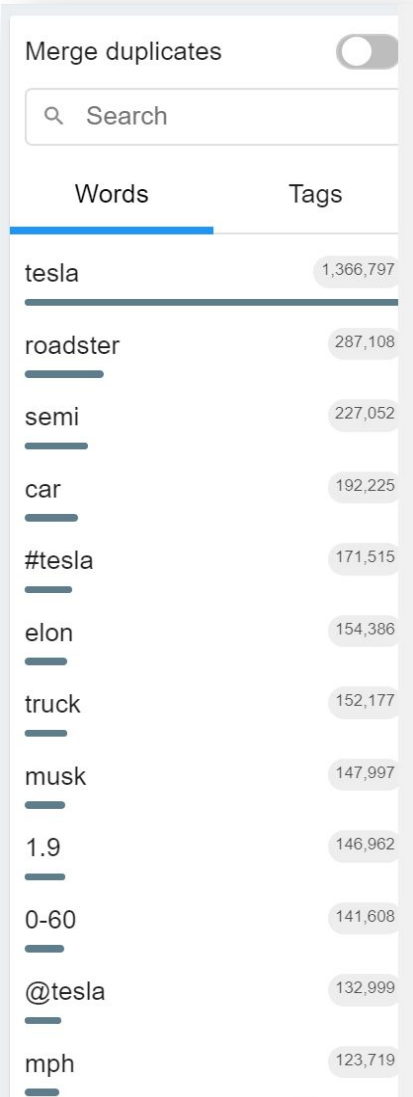 Merge duplicates
Search
Words Tags
tesla 1,366,797
roadster 287,108
semi 227,052
car 192,225
#tesla 171,515
elon 154,386
truck 152,177
musk 147,997
1.9 146,962
0-60 141,608
@tesla 132,999
mph 123,719